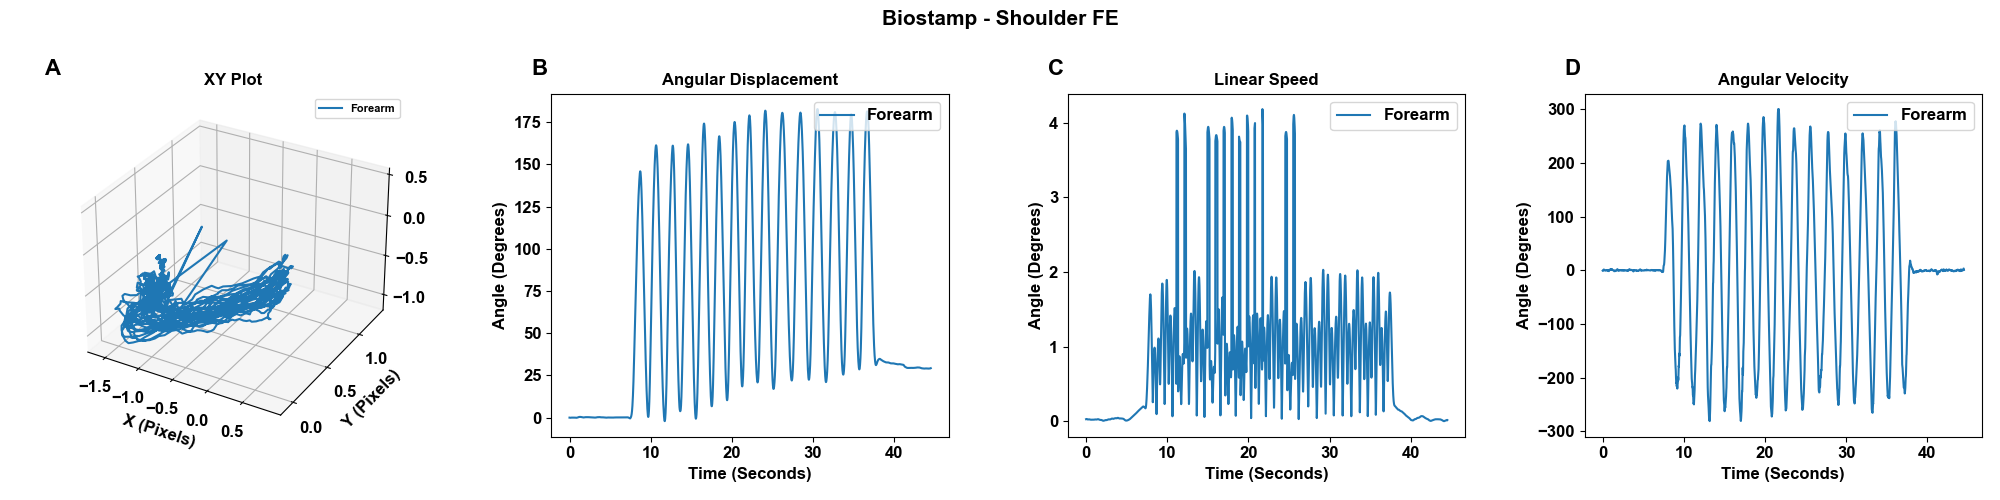 Biostamp - Shoulder FE
A
XY Plot
Forearm
0.5
0.0
−0.5
−1.0
−1.5
−1.0
−0.5
0.0
0.5
X (Pixels)
0.0
0.5
1.0
Y (Pixels)
B
Angular Displacement
Forearm
175
150
125
100
75
50
25
0
Angle (Degrees)
0 10 20 30 40
Time (Seconds)
C
Linear Speed
Forearm
4
3
2
1
0
Angle (Degrees)
0 10 20 30 40
Time (Seconds)
D
Angular Velocity
Forearm
300
200
100
0
−100
−200
−300
Angle (Degrees)
0 10 20 30 40
Time (Seconds)